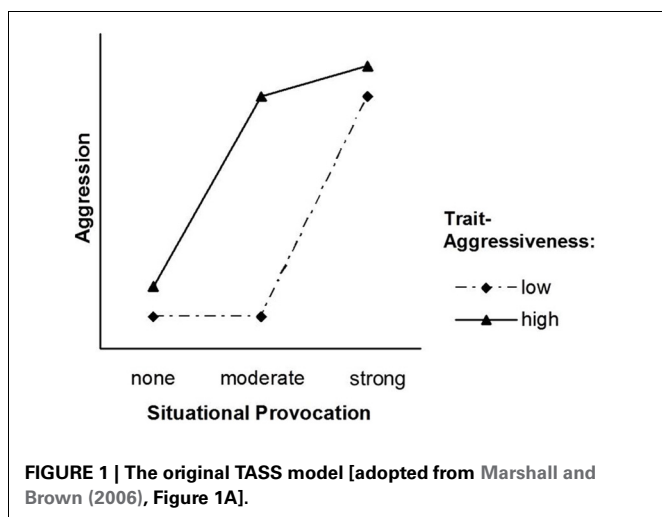 Aggression
Trait-
Aggressiveness:
low
high
none moderate strong
Situational Provocation
FIGURE 1 | The original TASS model [adopted from Marshall and
Brown (2006), Figure 1A].